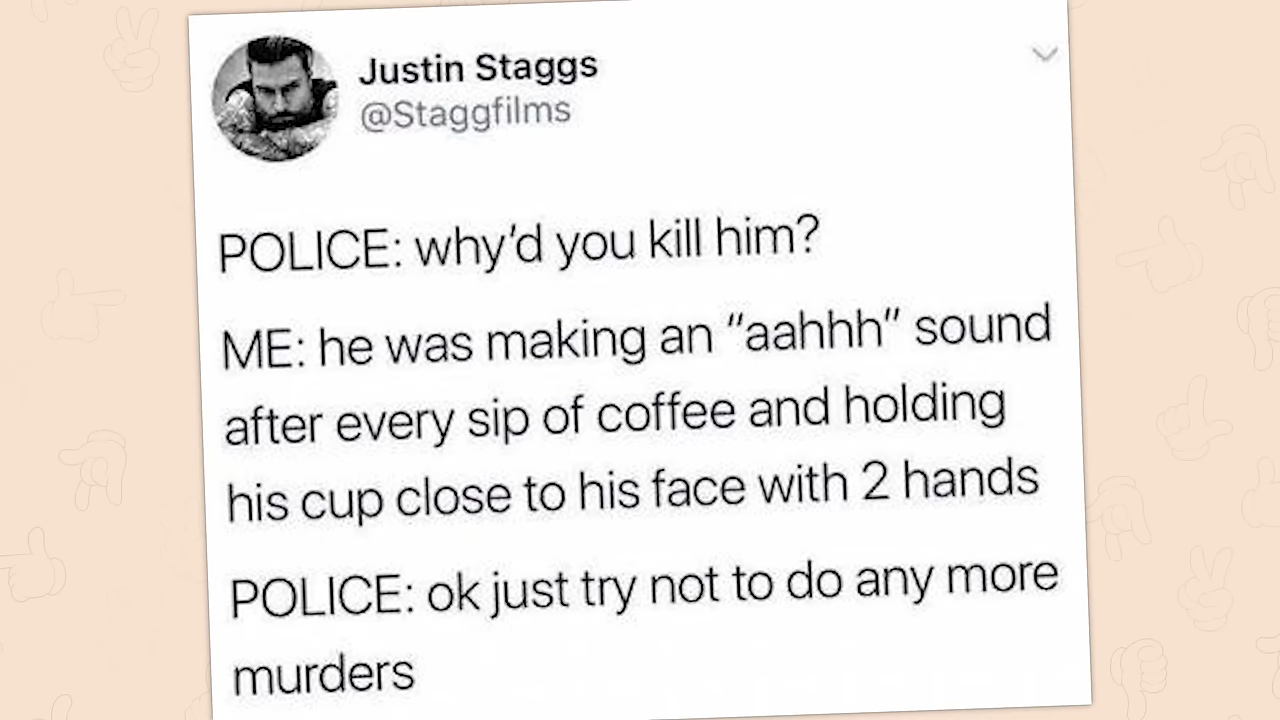 Justin Staggs
@Staggfilms
POLICE: why'd you kill him?
ME: he was making an “aahhh” sound
after every sip of coffee and holding
his cup close to his face with 2 hands
POLICE: ok just try not to do any more
murders